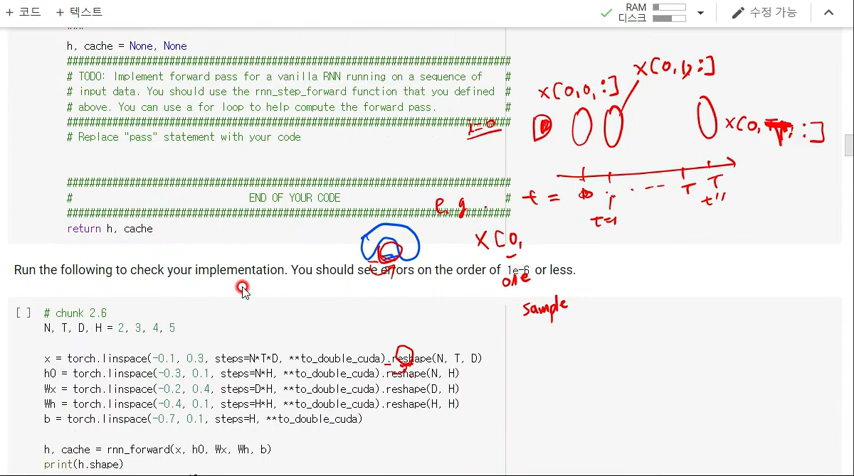 + 코드 + 텍스트
RAM
디스크
수정 가능
h, cache = None, None
##############################################################################
# TODO: Implement forward pass for a vanilla RNN running on a sequence of #
# input data. You should use the rnn_step_forward function that you defined #
# above. You can use a for loop to help compute the forward pass. #
##############################################################################
# Replace "pass" statement with your code
##############################################################################
# END OF YOUR CODE #
##############################################################################
return h, cache
x[0,0,:]
x[0,1,:]
i=0
D
x[0, :]
t =
T T
t=1
e.g.
x[0,
one
sample
Run the following to check your implementation. You should see errors on the order of 1e-6 or less.
[ ] # chunk 2.6
N, T, D, H = 2, 3, 4, 5
x = torch.linspace(-0.1, 0.3, steps=N*T*D, **to_double_cuda).reshape(N, T, D)
h0 = torch.linspace(-0.3, 0.1, steps=N*H, **to_double_cuda).reshape(N, H)
Wx = torch.linspace(-0.2, 0.4, steps=D*H, **to_double_cuda).reshape(D, H)
Wh = torch.linspace(-0.4, 0.1, steps=H*H, **to_double_cuda).reshape(H, H)
b = torch.linspace(-0.7, 0.1, steps=H, **to_double_cuda)
h, cache = rnn_forward(x, h0, Wx, Wh, b)
print(h.shape)